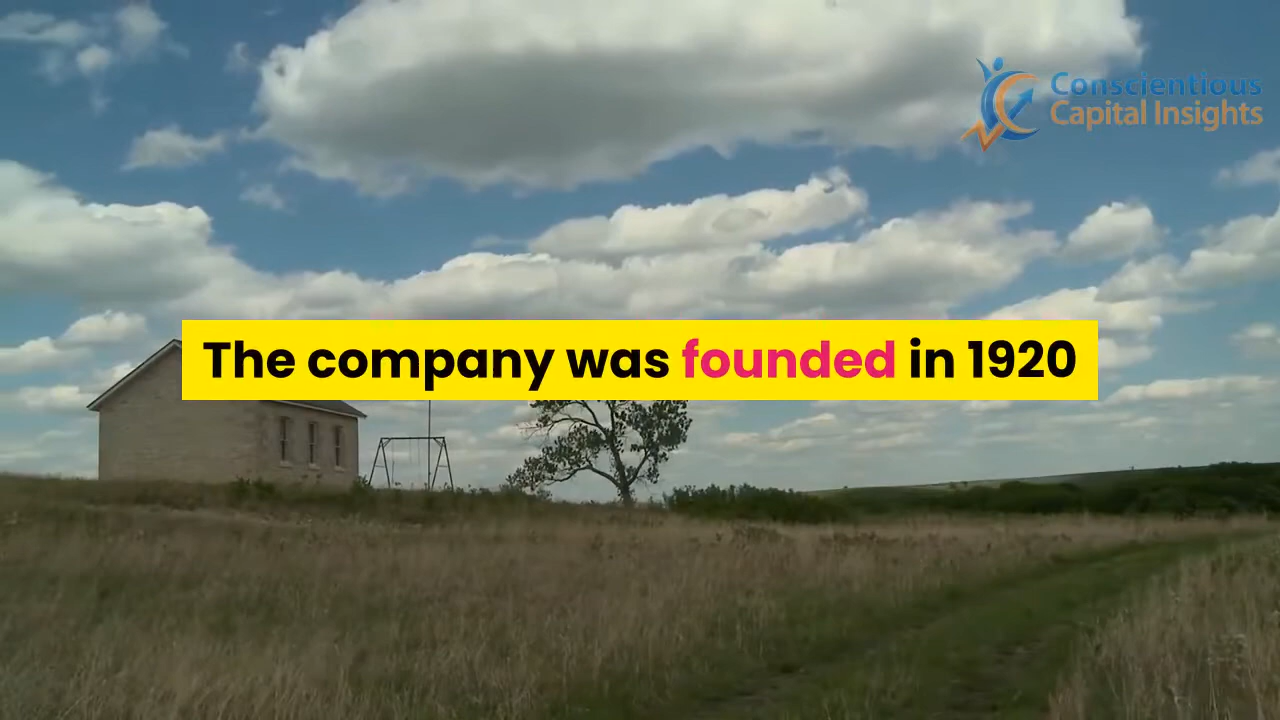 Conscientious
Capital Insights
The company was founded in 1920